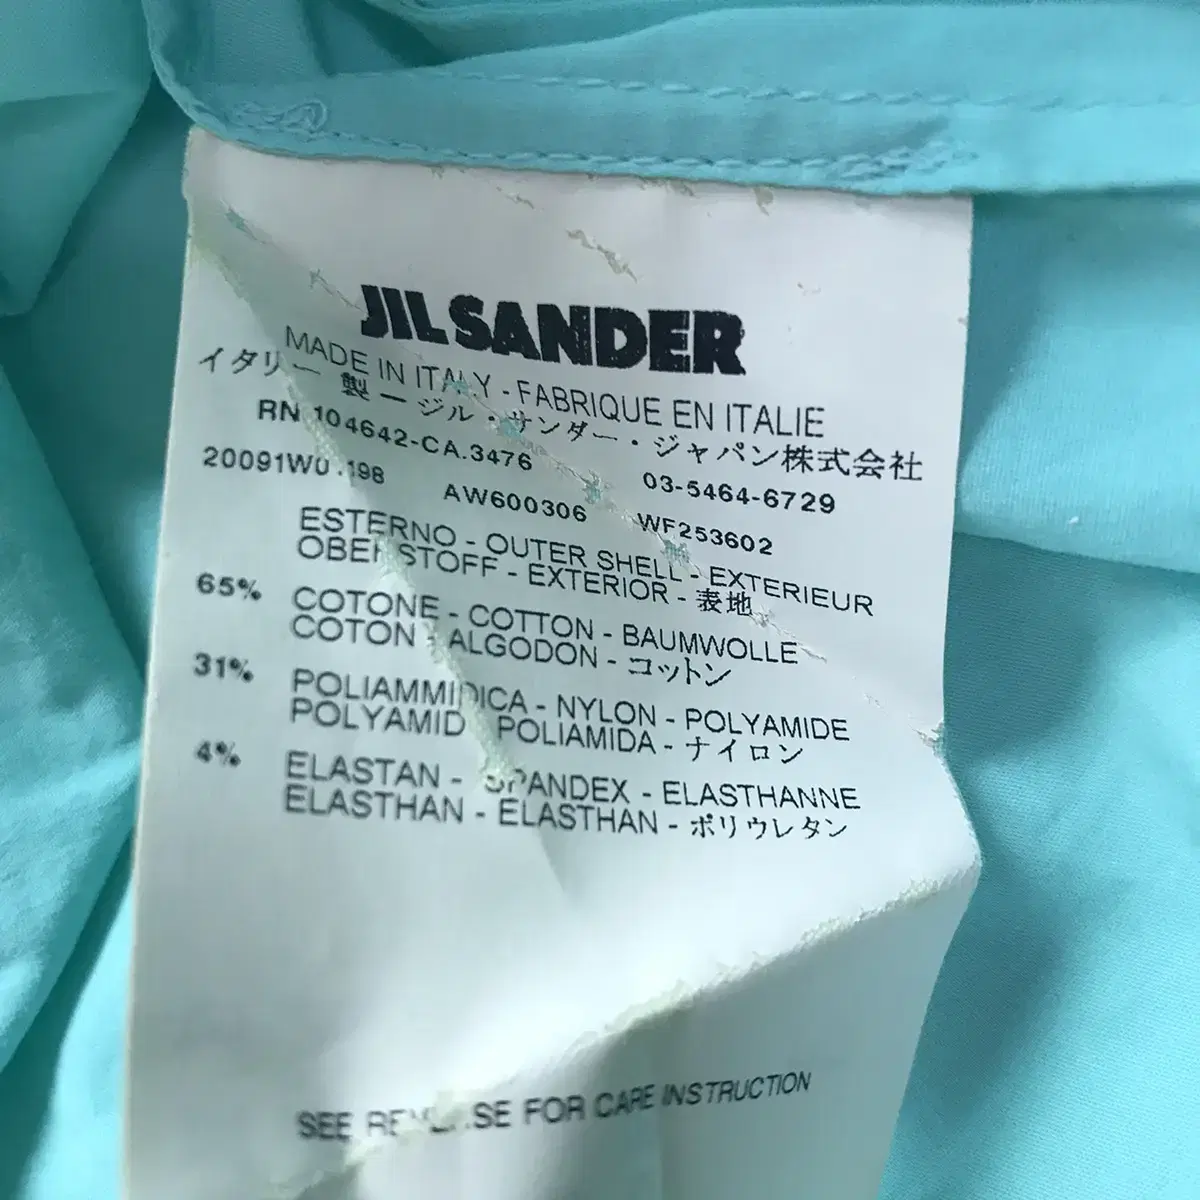 JIL SANDER
MADE IN ITALY - FABRIQUE EN ITALIE
イタリー 製 ー ジル・サンダー・ジャパン株式会社
RN 104642-CA.3476 03-5464-6729
AW600306 WF253602
ESTERNO - OUTER SHELL - EXTERIEUR
OBERSTOFF - EXTERIOR - 表地
65% COTONE - COTTON - BAUMWOLLE
COTON - ALGODON - コットン
31% POLIAMMIDICA - NYLON - POLYAMIDE
POLYAMID POLIAMIDA - ナイロン
4% ELASTAN - SPANDEX - ELASTHANNE
ELASTHAN - ELASTHAN - ポリウレタン
SEE REVERSE FOR CARE INSTRUCTION